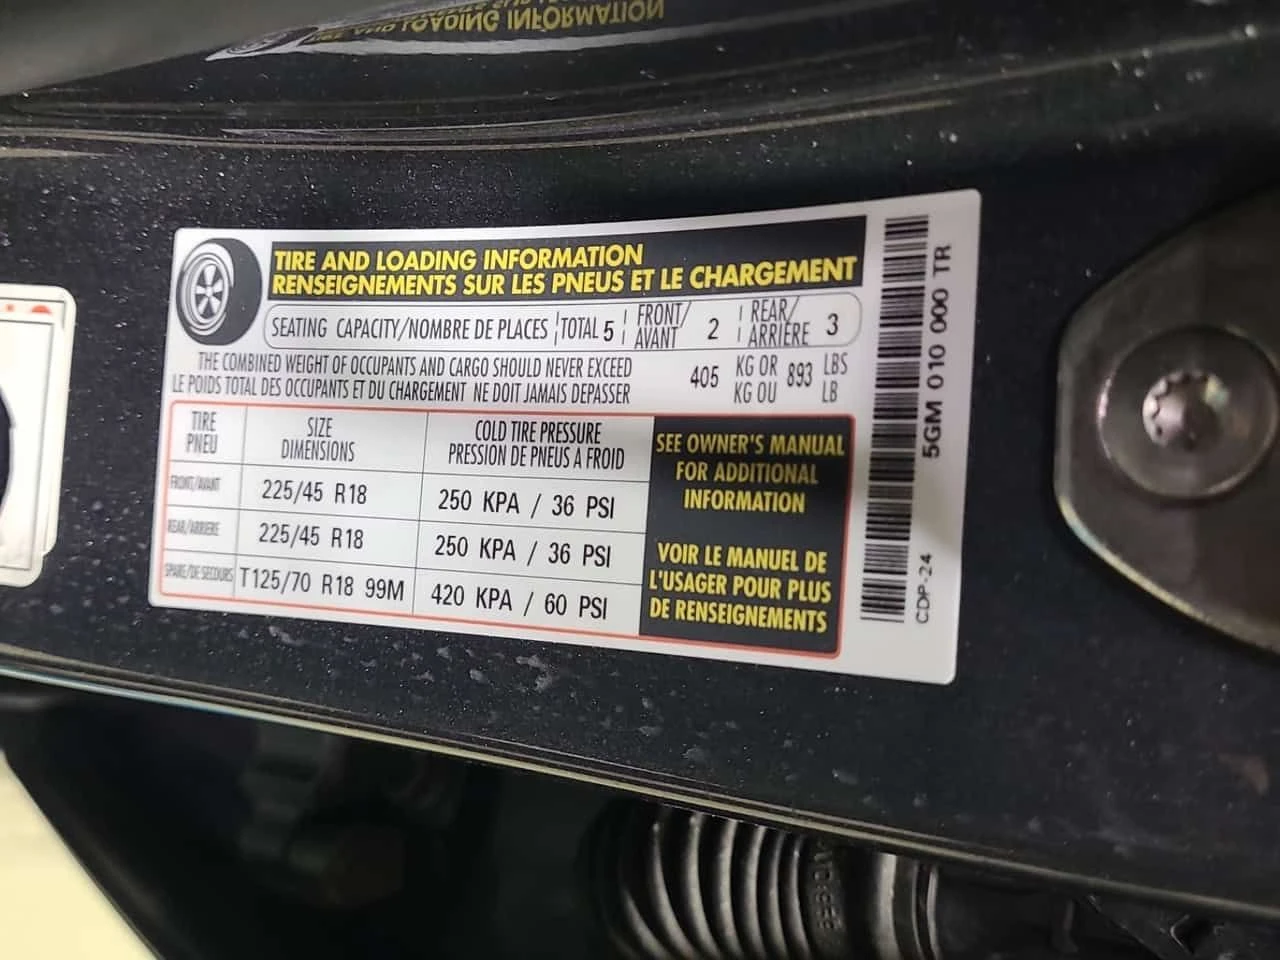 TIRE AND LOADING INFORMATION
TIRE AND LOADING INFORMATION
RENSEIGNEMENTS SUR LES PNEUS ET LE CHARGEMENT
SEATING CAPACITY/NOMBRE DE PLACES TOTAL 5 FRONT/AVANT 2 REAR/ARRIÈRE 3
THE COMBINED WEIGHT OF OCCUPANTS AND CARGO SHOULD NEVER EXCEED
LE POIDS TOTAL DES OCCUPANTS ET DU CHARGEMENT NE DOIT JAMAIS DEPASSER
405 KG OR 893 LBS
KG OU LB
TIRE SIZE COLD TIRE PRESSURE
PNEU DIMENSIONS PRESSION DE PNEUS A FROID
FRONT/AVANT 225/45 R18 250 KPA / 36 PSI
REAR/ARRIERE 225/45 R18 250 KPA / 36 PSI
SPARE/DE SECOURS T125/70 R18 99M 420 KPA / 60 PSI
SEE OWNER'S MANUAL
FOR ADDITIONAL
INFORMATION
VOIR LE MANUEL DE
L'USAGER POUR PLUS
DE RENSEIGNEMENTS
5GM 010 000 TR
CDP-24